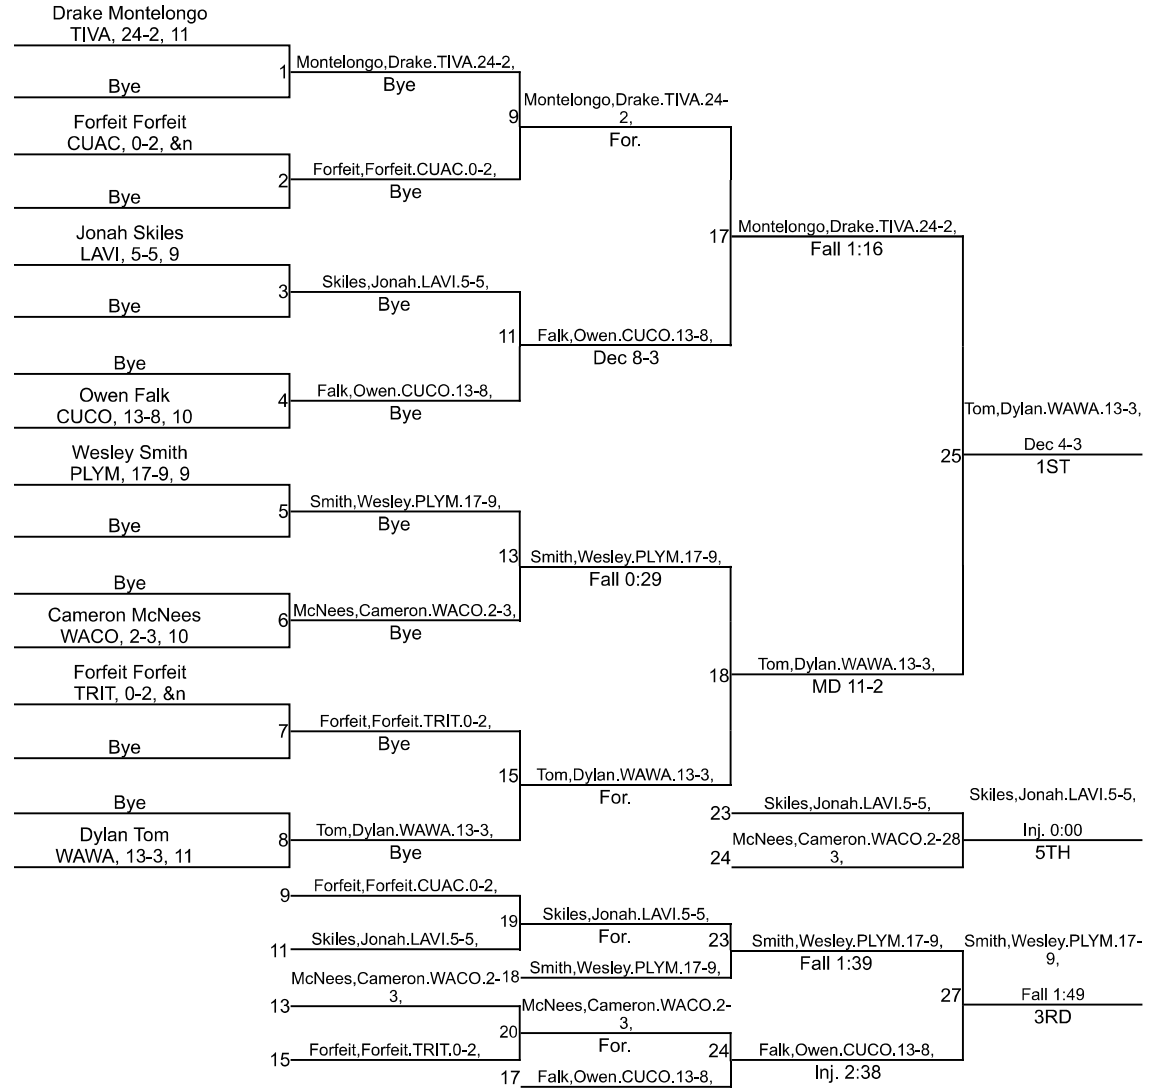 Drake Montelongo
TIVA, 24-2, 11
1
Montelongo,Drake.TIVA.24-2,
Bye
Bye
9
Montelongo,Drake.TIVA.24-
2,
For.
Forfeit Forfeit
CUAC, 0-2, &n
2
Forfeit,Forfeit.CUAC.0-2,
Bye
Bye
17
Montelongo,Drake.TIVA.24-2,
Fall 1:16
Jonah Skiles
LAVI, 5-5, 9
3
Skiles,Jonah.LAVI.5-5,
Bye
Bye
11
Falk,Owen.CUCO.13-8,
Dec 8-3
Bye
4
Falk,Owen.CUCO.13-8,
Bye
Owen Falk
CUCO, 13-8, 10
25
Tom,Dylan.WAWA.13-3,
Dec 4-3
1ST
Wesley Smith
PLYM, 17-9, 9
5
Smith,Wesley.PLYM.17-9,
Bye
Bye
13
Smith,Wesley.PLYM.17-9,
Fall 0:29
Bye
6
McNees,Cameron.WACO.2-3,
Bye
Cameron McNees
WACO, 2-3, 10
18
Tom,Dylan.WAWA.13-3,
MD 11-2
Forfeit Forfeit
TRIT, 0-2, &n
7
Forfeit,Forfeit.TRIT.0-2,
Bye
Bye
15
Tom,Dylan.WAWA.13-3,
For.
Bye
8
Tom,Dylan.WAWA.13-3,
Bye
Dylan Tom
WAWA, 13-3, 11
23
Skiles,Jonah.LAVI.5-5,
24
McNees,Cameron.WACO.2-
3,
28
Skiles,Jonah.LAVI.5-5,
Inj. 0:00
5TH
9
Forfeit,Forfeit.CUAC.0-2,
11
Skiles,Jonah.LAVI.5-5,
19
Skiles,Jonah.LAVI.5-5,
For.
18
Smith,Wesley.PLYM.17-9,
23
Smith,Wesley.PLYM.17-9,
Fall 1:39
13
McNees,Cameron.WACO.2-
3,
15
Forfeit,Forfeit.TRIT.0-2,
20
McNees,Cameron.WACO.2-
3,
For.
17
Falk,Owen.CUCO.13-8,
24
Falk,Owen.CUCO.13-8,
Inj. 2:38
27
Smith,Wesley.PLYM.17-
9,
Fall 1:49
3RD